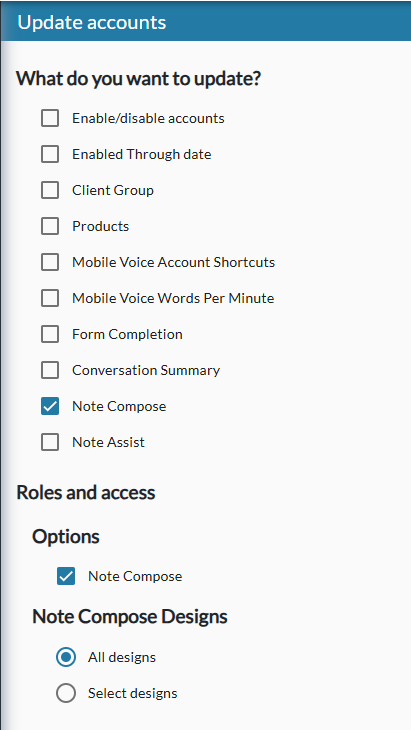 Update accounts
What do you want to update?
Enable/disable accounts
Enabled Through date
Client Group
Products
Mobile Voice Account Shortcuts
Mobile Voice Words Per Minute
Form Completion
Conversation Summary
Note Compose
Note Assist
Roles and access
Options
Note Compose
Note Compose Designs
All designs
Select designs